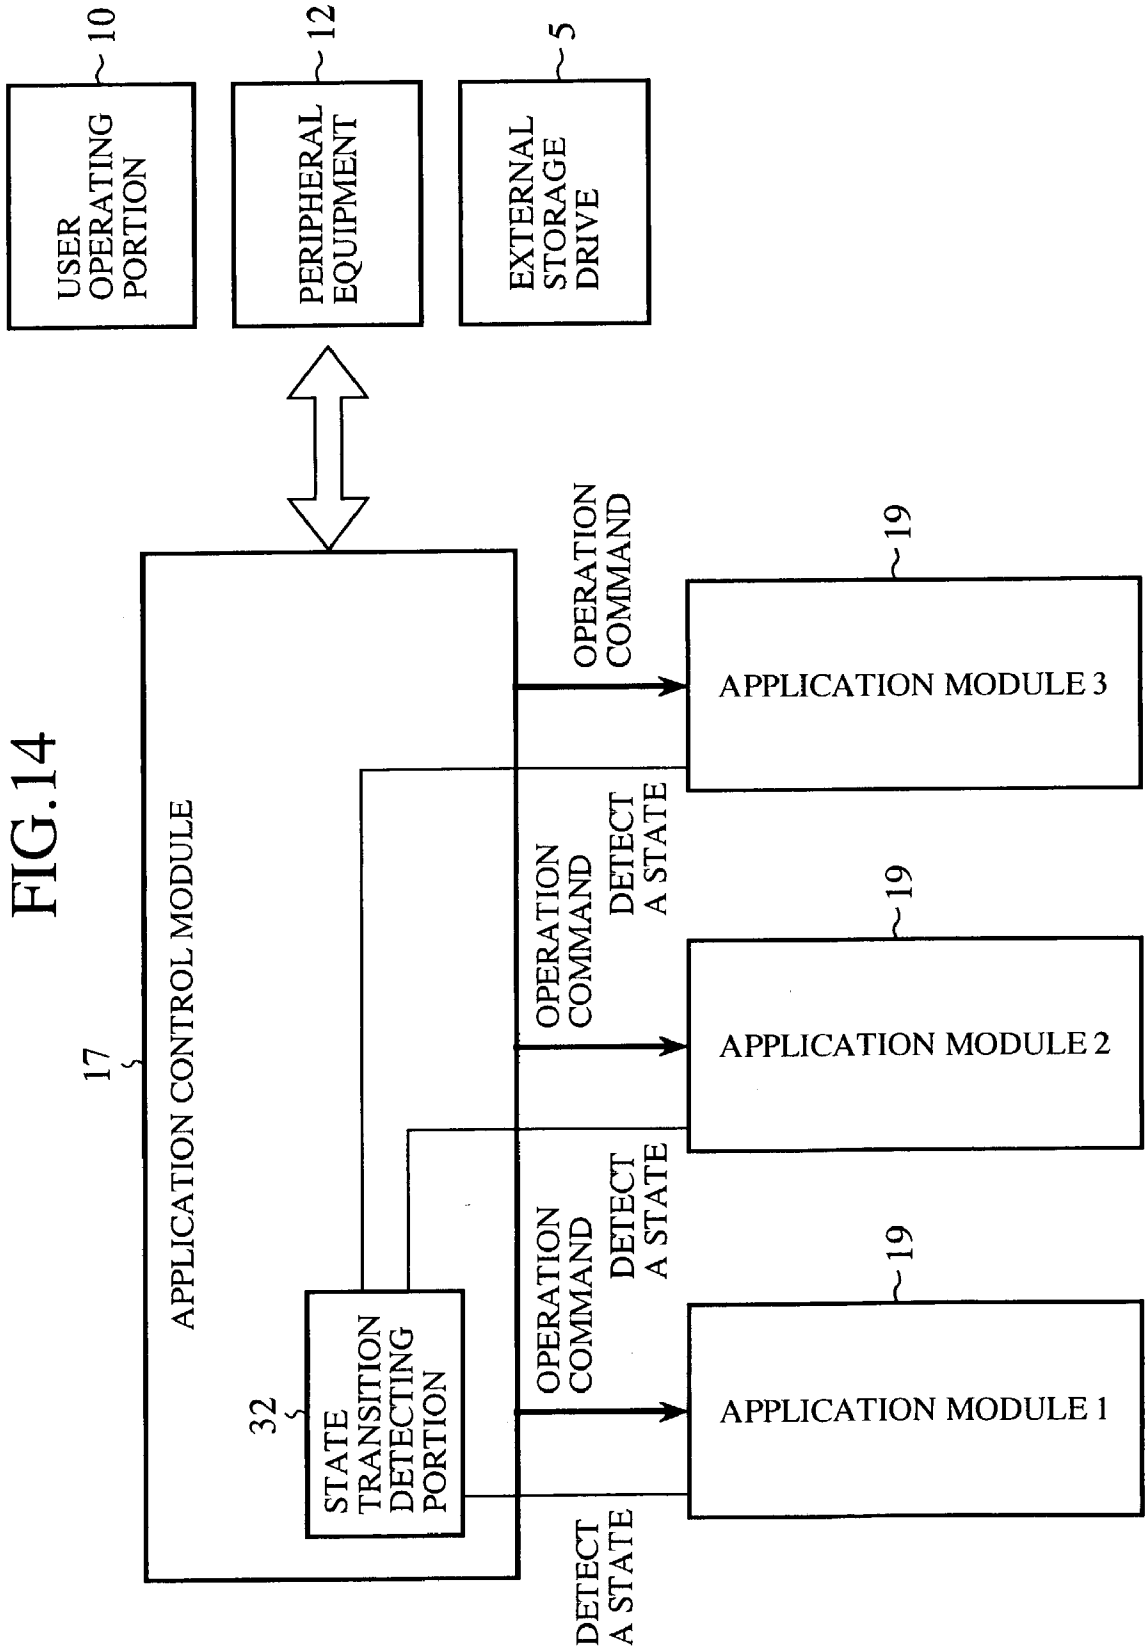 FIG.14
17
APPLICATION CONTROL MODULE
32
STATE
TRANSITION
DETECTING
PORTION
10
USER
OPERATING
PORTION
12
PERIPHERAL
EQUIPMENT
5
EXTERNAL
STORAGE
DRIVE
DETECT
A STATE
OPERATION
COMMAND
DETECT
A STATE
OPERATION
COMMAND
DETECT
A STATE
OPERATION
COMMAND
19
APPLICATION MODULE 1
19
APPLICATION MODULE 2
19
APPLICATION MODULE 3